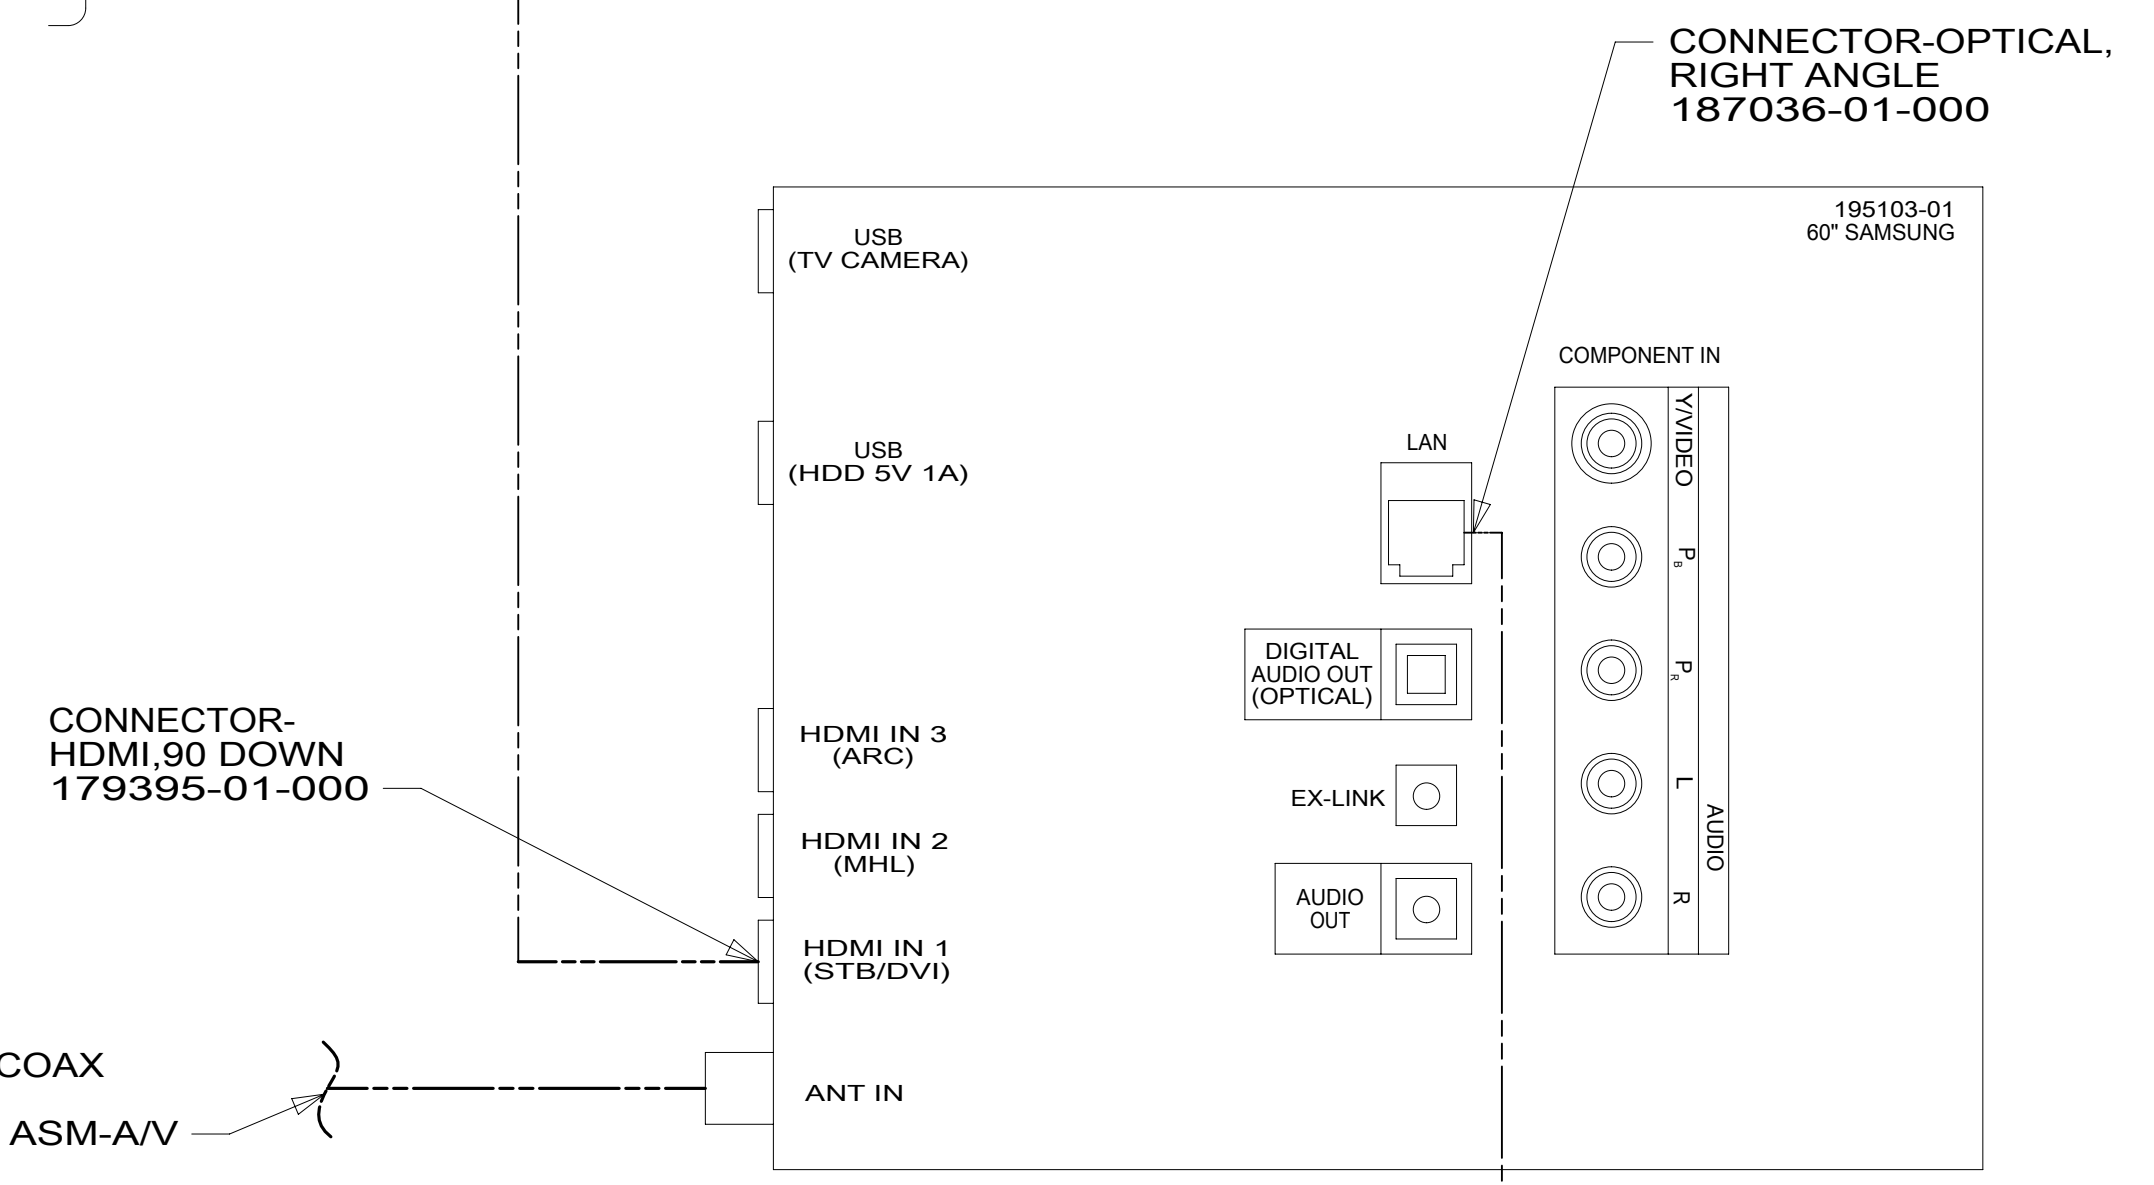 CONNECTOR-OPTICAL,
RIGHT ANGLE
187036-01-000
195103-01
60" SAMSUNG
USB
(TV CAMERA)
COMPONENT IN
USB
(HDD 5V 1A)
LAN
Y/VIDEO
PB
PR
L
R
AUDIO
DIGITAL
AUDIO OUT
(OPTICAL)
CONNECTOR-
HDMI,90 DOWN
179395-01-000
HDMI IN 3
(ARC)
EX-LINK
HDMI IN 2
(MHL)
AUDIO
OUT
HDMI IN 1
(STB/DVI)
COAX
ASM-A/V
ANT IN